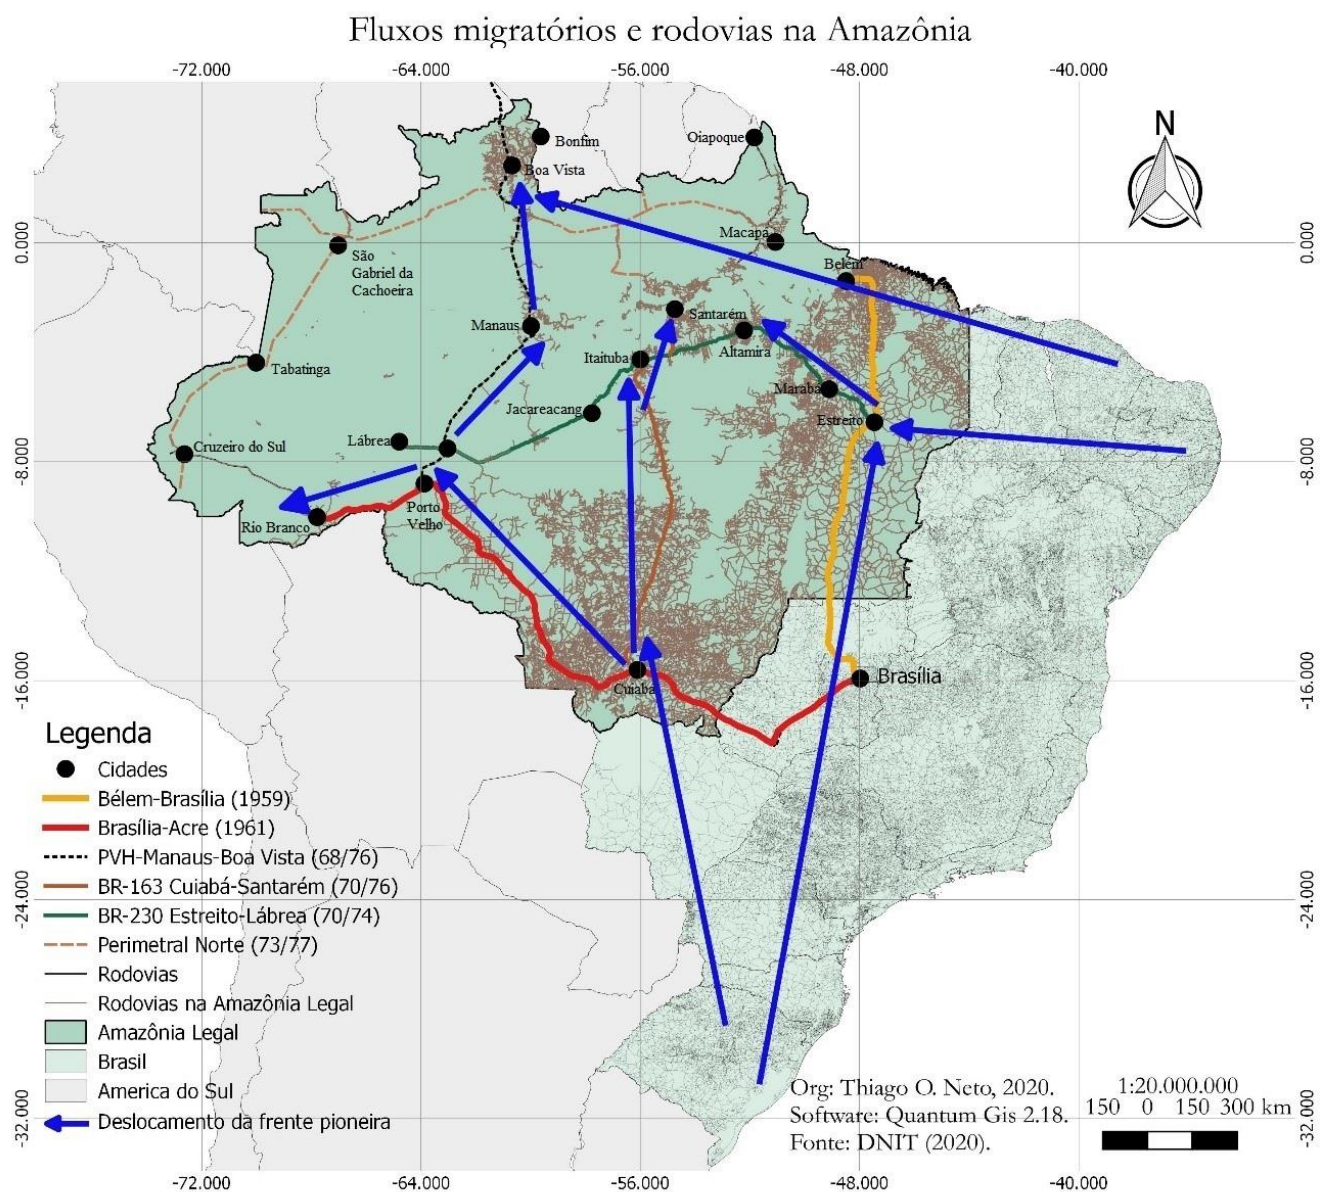 Fluxos migratórios e rodovias na Amazônia
-72.000 -64.000 -56.000 -48.000 -40.000
N
Bonfim
Oiapoque
Boa Vista
Macapá
0.000 0.000
São
Gabriel da
Cachoeira
Belém
Manaus
Santarém
Altamira
Itaituba
Tabatinga
Marabá
Jacareacang
Estreito
Lábrea
Cruzeiro do Sul
-8.000 -8.000
Porto
Velho
Rio Branco
-16.000 -16.000
Cuiabá
Brasília
Legenda
Cidades
Bélem-Brasília (1959)
Brasília-Acre (1961)
PVH-Manaus-Boa Vista (68/76)
BR-163 Cuiabá-Santarém (70/76)
BR-230 Estreito-Lábrea (70/74)
Perimetral Norte (73/77)
Rodovias
Rodovias na Amazônia Legal
Amazônia Legal
Brasil
America do Sul
Deslocamento da frente pioneira
-24.000 -24.000
Org: Thiago O. Neto, 2020.
Software: Quantum Gis 2.18.
Fonte: DNIT (2020).
1:20.000.000
150 0 150 300 km
-32.000 -32.000
-72.000 -64.000 -56.000 -48.000 -40.000